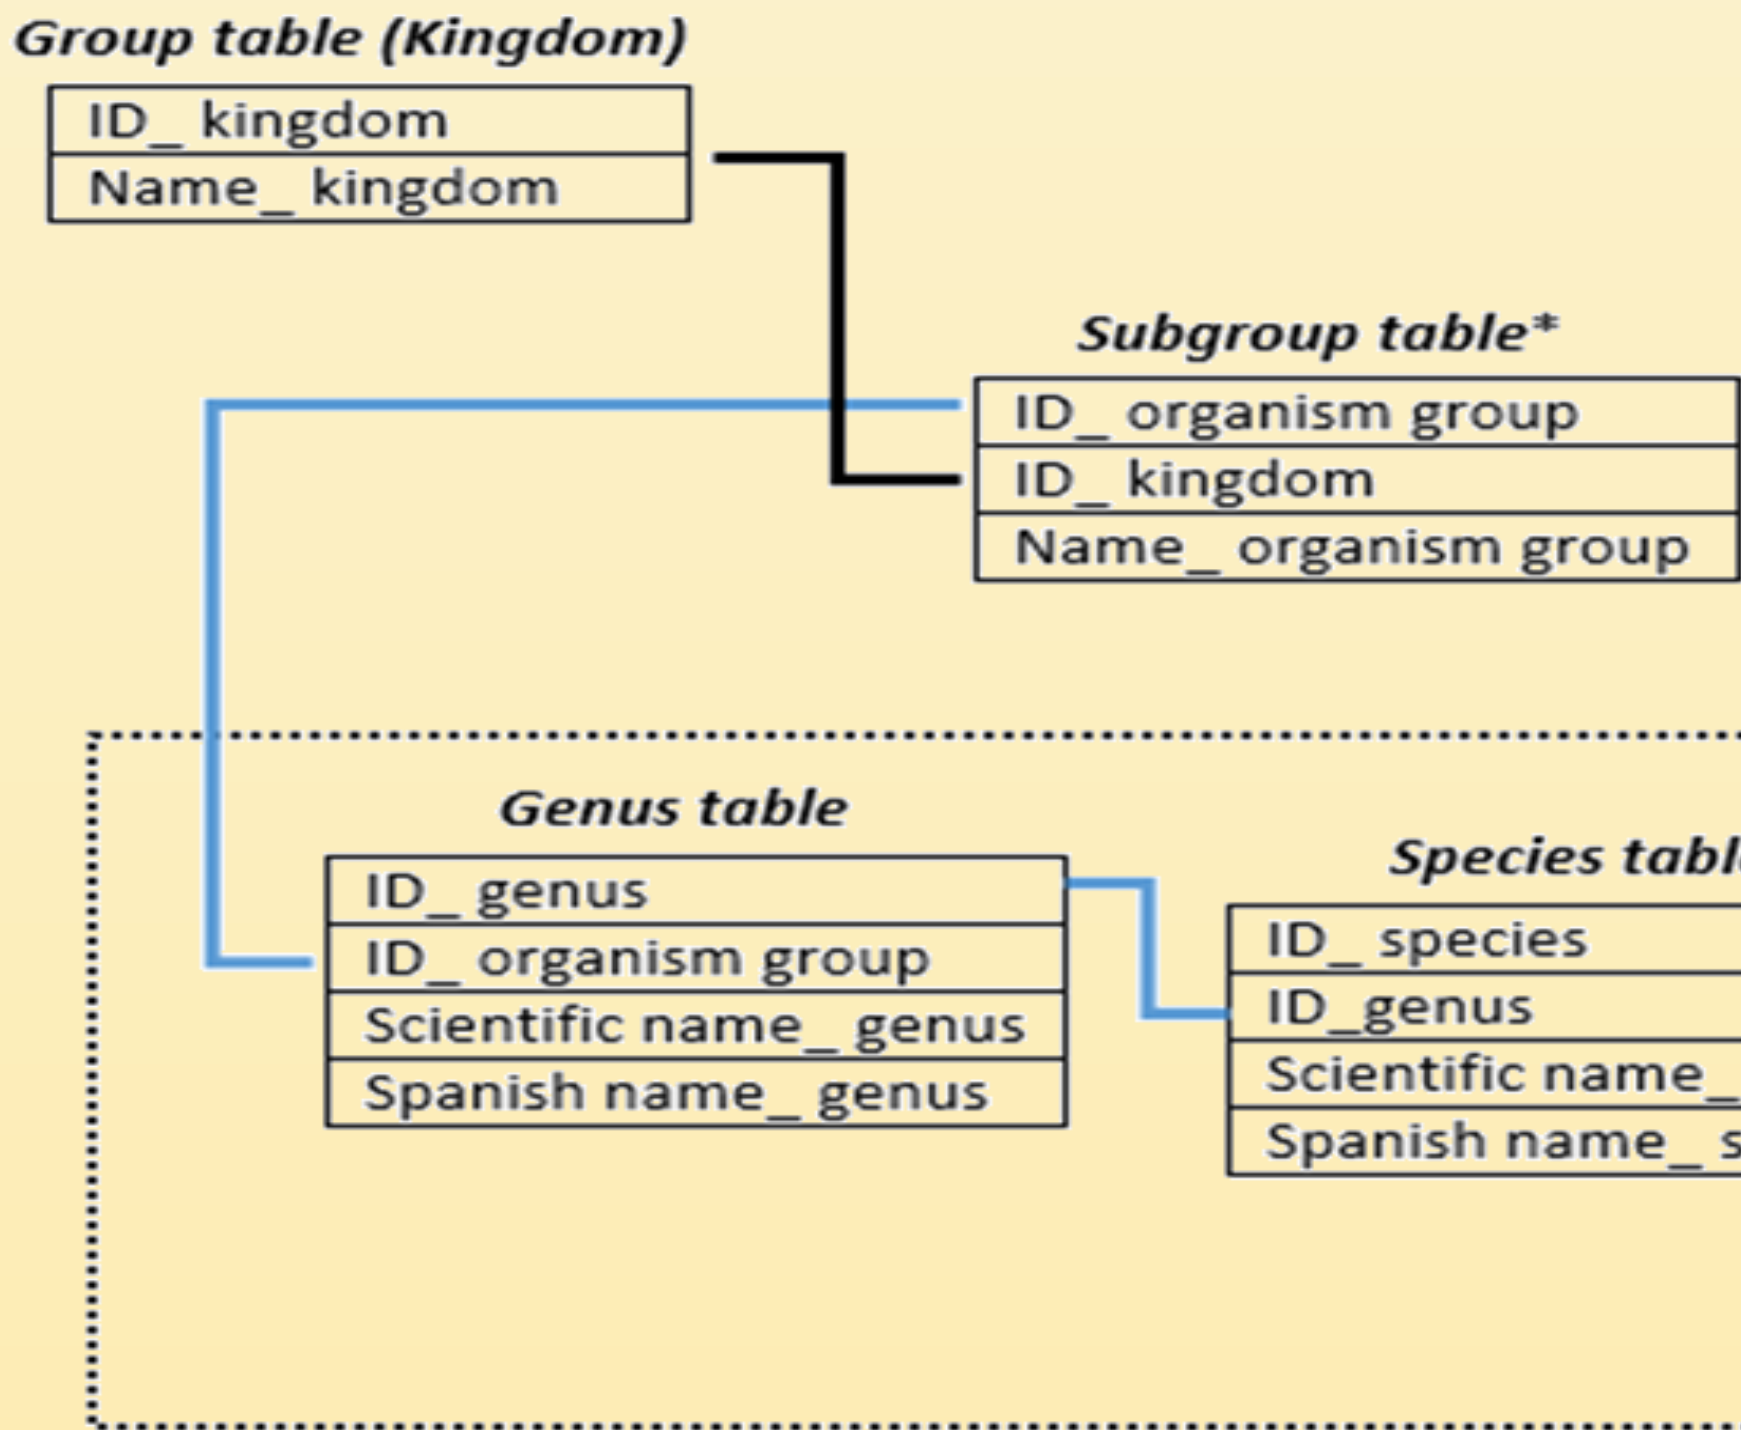 Group table (Kingdom)
ID_ kingdom
Name_ kingdom
Subgroup table*
ID_ organism group
ID_ kingdom
Name_ organism group
Genus table
ID_ genus
ID_ organism group
Scientific name_ genus
Spanish name_ genus
Species
ID_ species
ID_genus
Scientific name_
Spanish name_